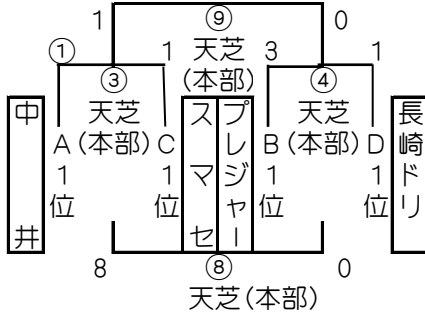 1 ⑨ 0
① 1 天芝 3 1
③ (本部) ④
天芝 天芝
A (本部) C B (本部) D
1位 1位 1位 1位
中井
スマセ
プレジャー
長崎ドリ
8 ⑧ 0
天芝(本部)